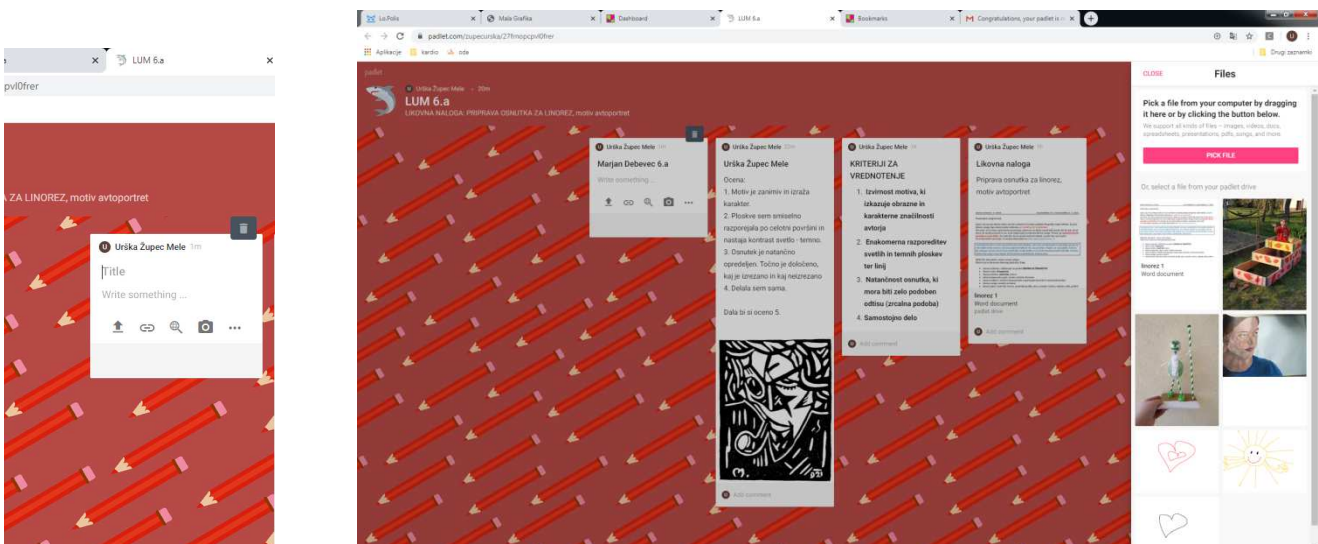 LUM 6.a
pvl0frer
ZA LINOREZ, motiv avtoportret
Urška Župec Mele 1m
Title
Write something ...
Lo.Polis
Mala Grafika
Dashboard
LUM 6.a
Bookmarks
Congratulations, your padlet is
Aplikacije
kardio
oda
Drugi zaznamki
padlet
Urška Župec Mele • 20m
LUM 6.a
LIKOVNA NALOGA: PRIPRAVA OSNUTKA ZA LINOREZ, motiv avtoportret
Urška Župec Mele
Marjan Debevec 6.a
Write something ...
Urška Župec Mele
Urška Župec Mele
Ocena:
1. Motiv je zanimiv in izraža
karakter.
2. Ploskve sem smiselno
razporejala po celotni površini in
nastaja kontrast svetlo - temno.
3. Osnutek je natančno
opredeljen. Točno je določeno,
kaj je izrezano in kaj neizrezano
4. Delala sem sama.
Dala bi si oceno 5.
Add comment
Urška Župec Mele
KRITERIJI ZA
VREDNOTENJE
1. Izvirnost motiva, ki
izkazuje obrazne in
karakterne značilnosti
avtorja
2. Enakomerna razporeditev
svetlih in temnih ploskev
ter linij
3. Natančnost osnutka, ki
mora biti zelo podoben
odtisu (zrcalna podoba)
4. Samostojno delo
Add comment
Urška Župec Mele
Likovna naloga
Priprava osnutka za linorez,
motiv avtoportret
linorez 1
Word document
padlet drive
Add comment
CLOSE
Files
Pick a file from your computer by dragging
it here or by clicking the button below.
We support all kinds of files – images, videos, docs,
spreadsheets, presentations, pdfs, songs, and more.
PICK FILE
Or, select a file from your padlet drive
linorez 1
Word document